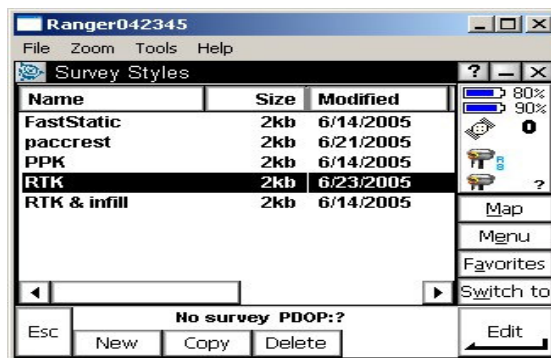 Ranger042345
File Zoom Tools Help
Survey Styles ?
Name Size Modified
FastStatic 2kb 6/14/2005
paccrest 2kb 6/21/2005
PPK 2kb 6/14/2005
RTK 2kb 6/23/2005
RTK & infill 2kb 6/14/2005
80%
90%
0
?
Map
Menu
Favorites
Switch to
No survey PDOP:?
Esc New Copy Delete Edit